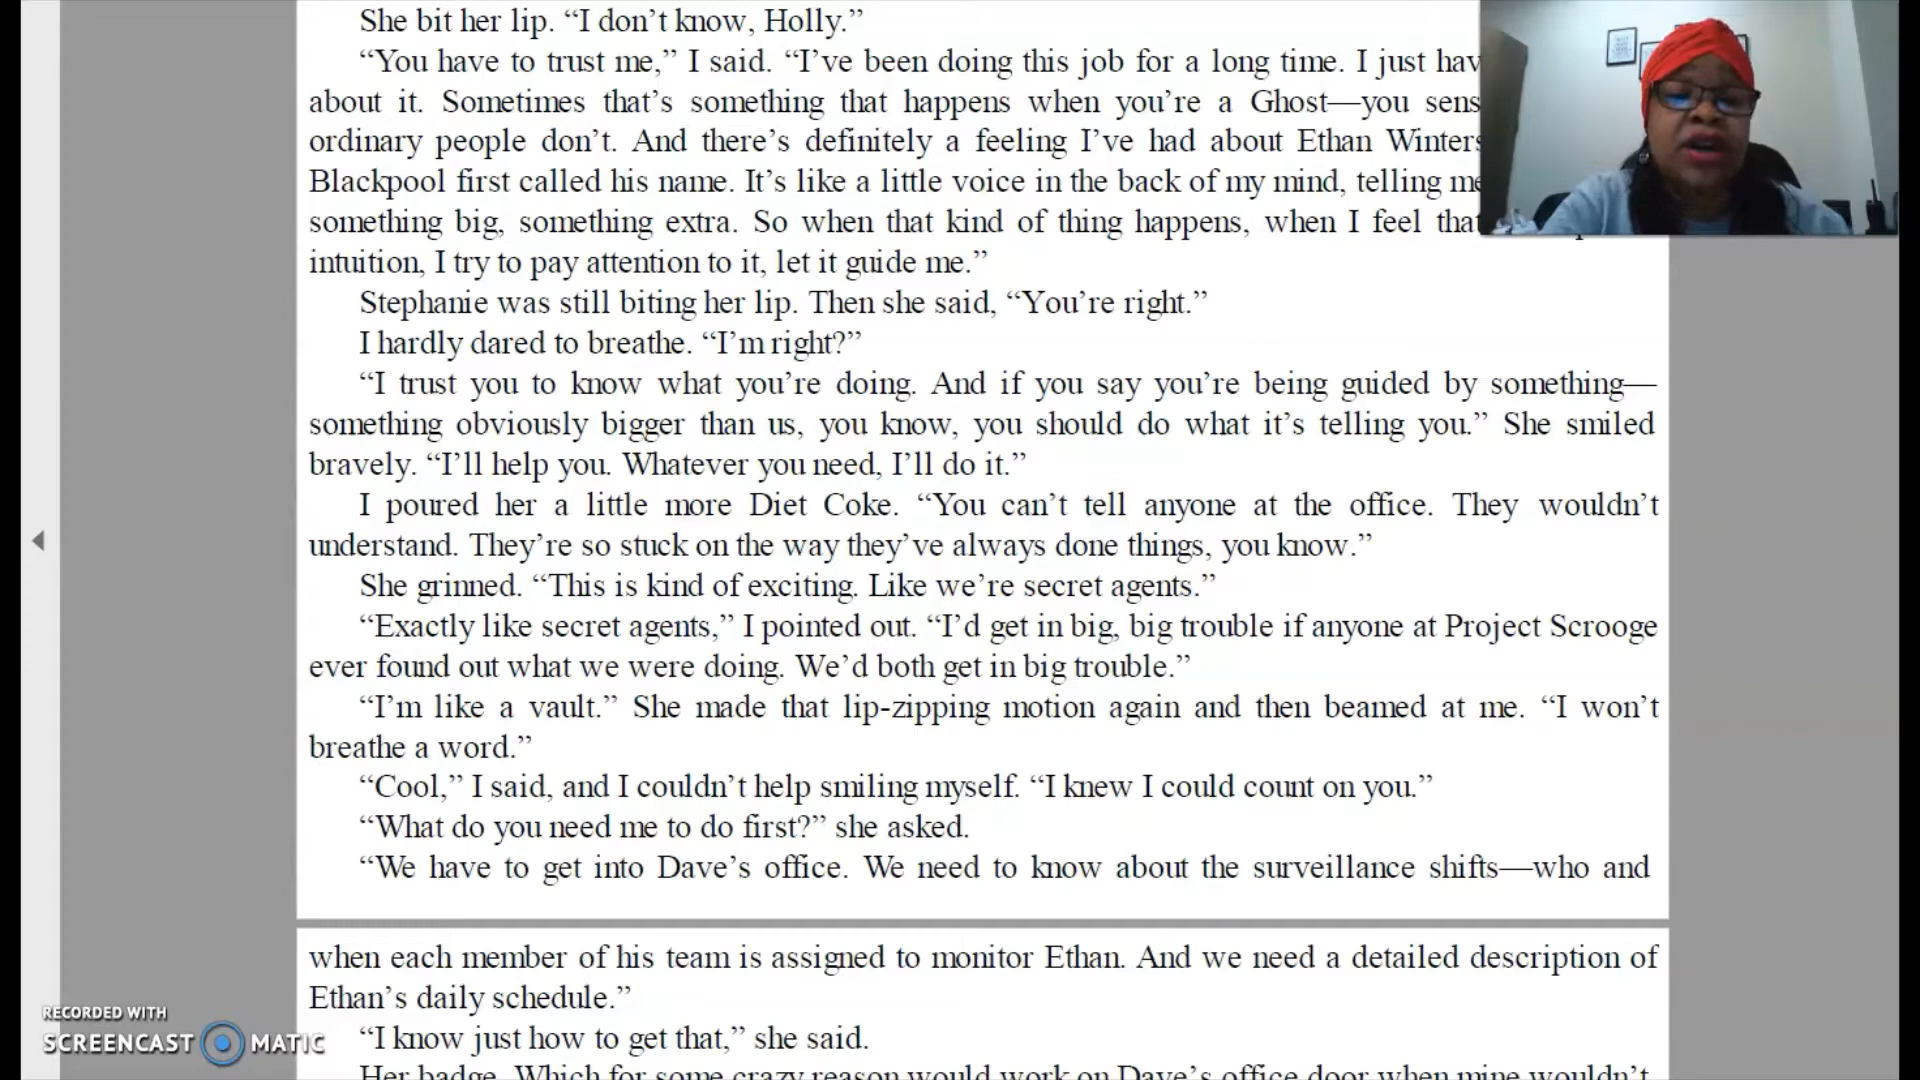 She bit her lip. “I don’t know, Holly.”
“You have to trust me,” I said. “I’ve been doing this job for a long time. I just hav
about it. Sometimes that’s something that happens when you’re a Ghost—you sens
ordinary people don’t. And there’s definitely a feeling I’ve had about Ethan Winters
Blackpool first called his name. It’s like a little voice in the back of my mind, telling me
something big, something extra. So when that kind of thing happens, when I feel that
intuition, I try to pay attention to it, let it guide me.”
Stephanie was still biting her lip. Then she said, “You’re right.”
I hardly dared to breathe. “I’m right?”
“I trust you to know what you’re doing. And if you say you’re being guided by something—
something obviously bigger than us, you know, you should do what it’s telling you.” She smiled
bravely. “I’ll help you. Whatever you need, I’ll do it.”
I poured her a little more Diet Coke. “You can’t tell anyone at the office. They wouldn’t
understand. They’re so stuck on the way they’ve always done things, you know.”
She grinned. “This is kind of exciting. Like we’re secret agents.”
“Exactly like secret agents,” I pointed out. “I’d get in big, big trouble if anyone at Project Scrooge
ever found out what we were doing. We’d both get in big trouble.”
“I’m like a vault.” She made that lip-zipping motion again and then beamed at me. “I won’t
breathe a word.”
“Cool,” I said, and I couldn’t help smiling myself. “I knew I could count on you.”
“What do you need me to do first?” she asked.
“We have to get into Dave’s office. We need to know about the surveillance shifts—who and
when each member of his team is assigned to monitor Ethan. And we need a detailed description of
Ethan’s daily schedule.”
“I know just how to get that,” she said.
Her badge. Which for some crazy reason would work on Dave’s office door when mine wouldn’t.
RECORDED WITH
SCREENCAST MATIC